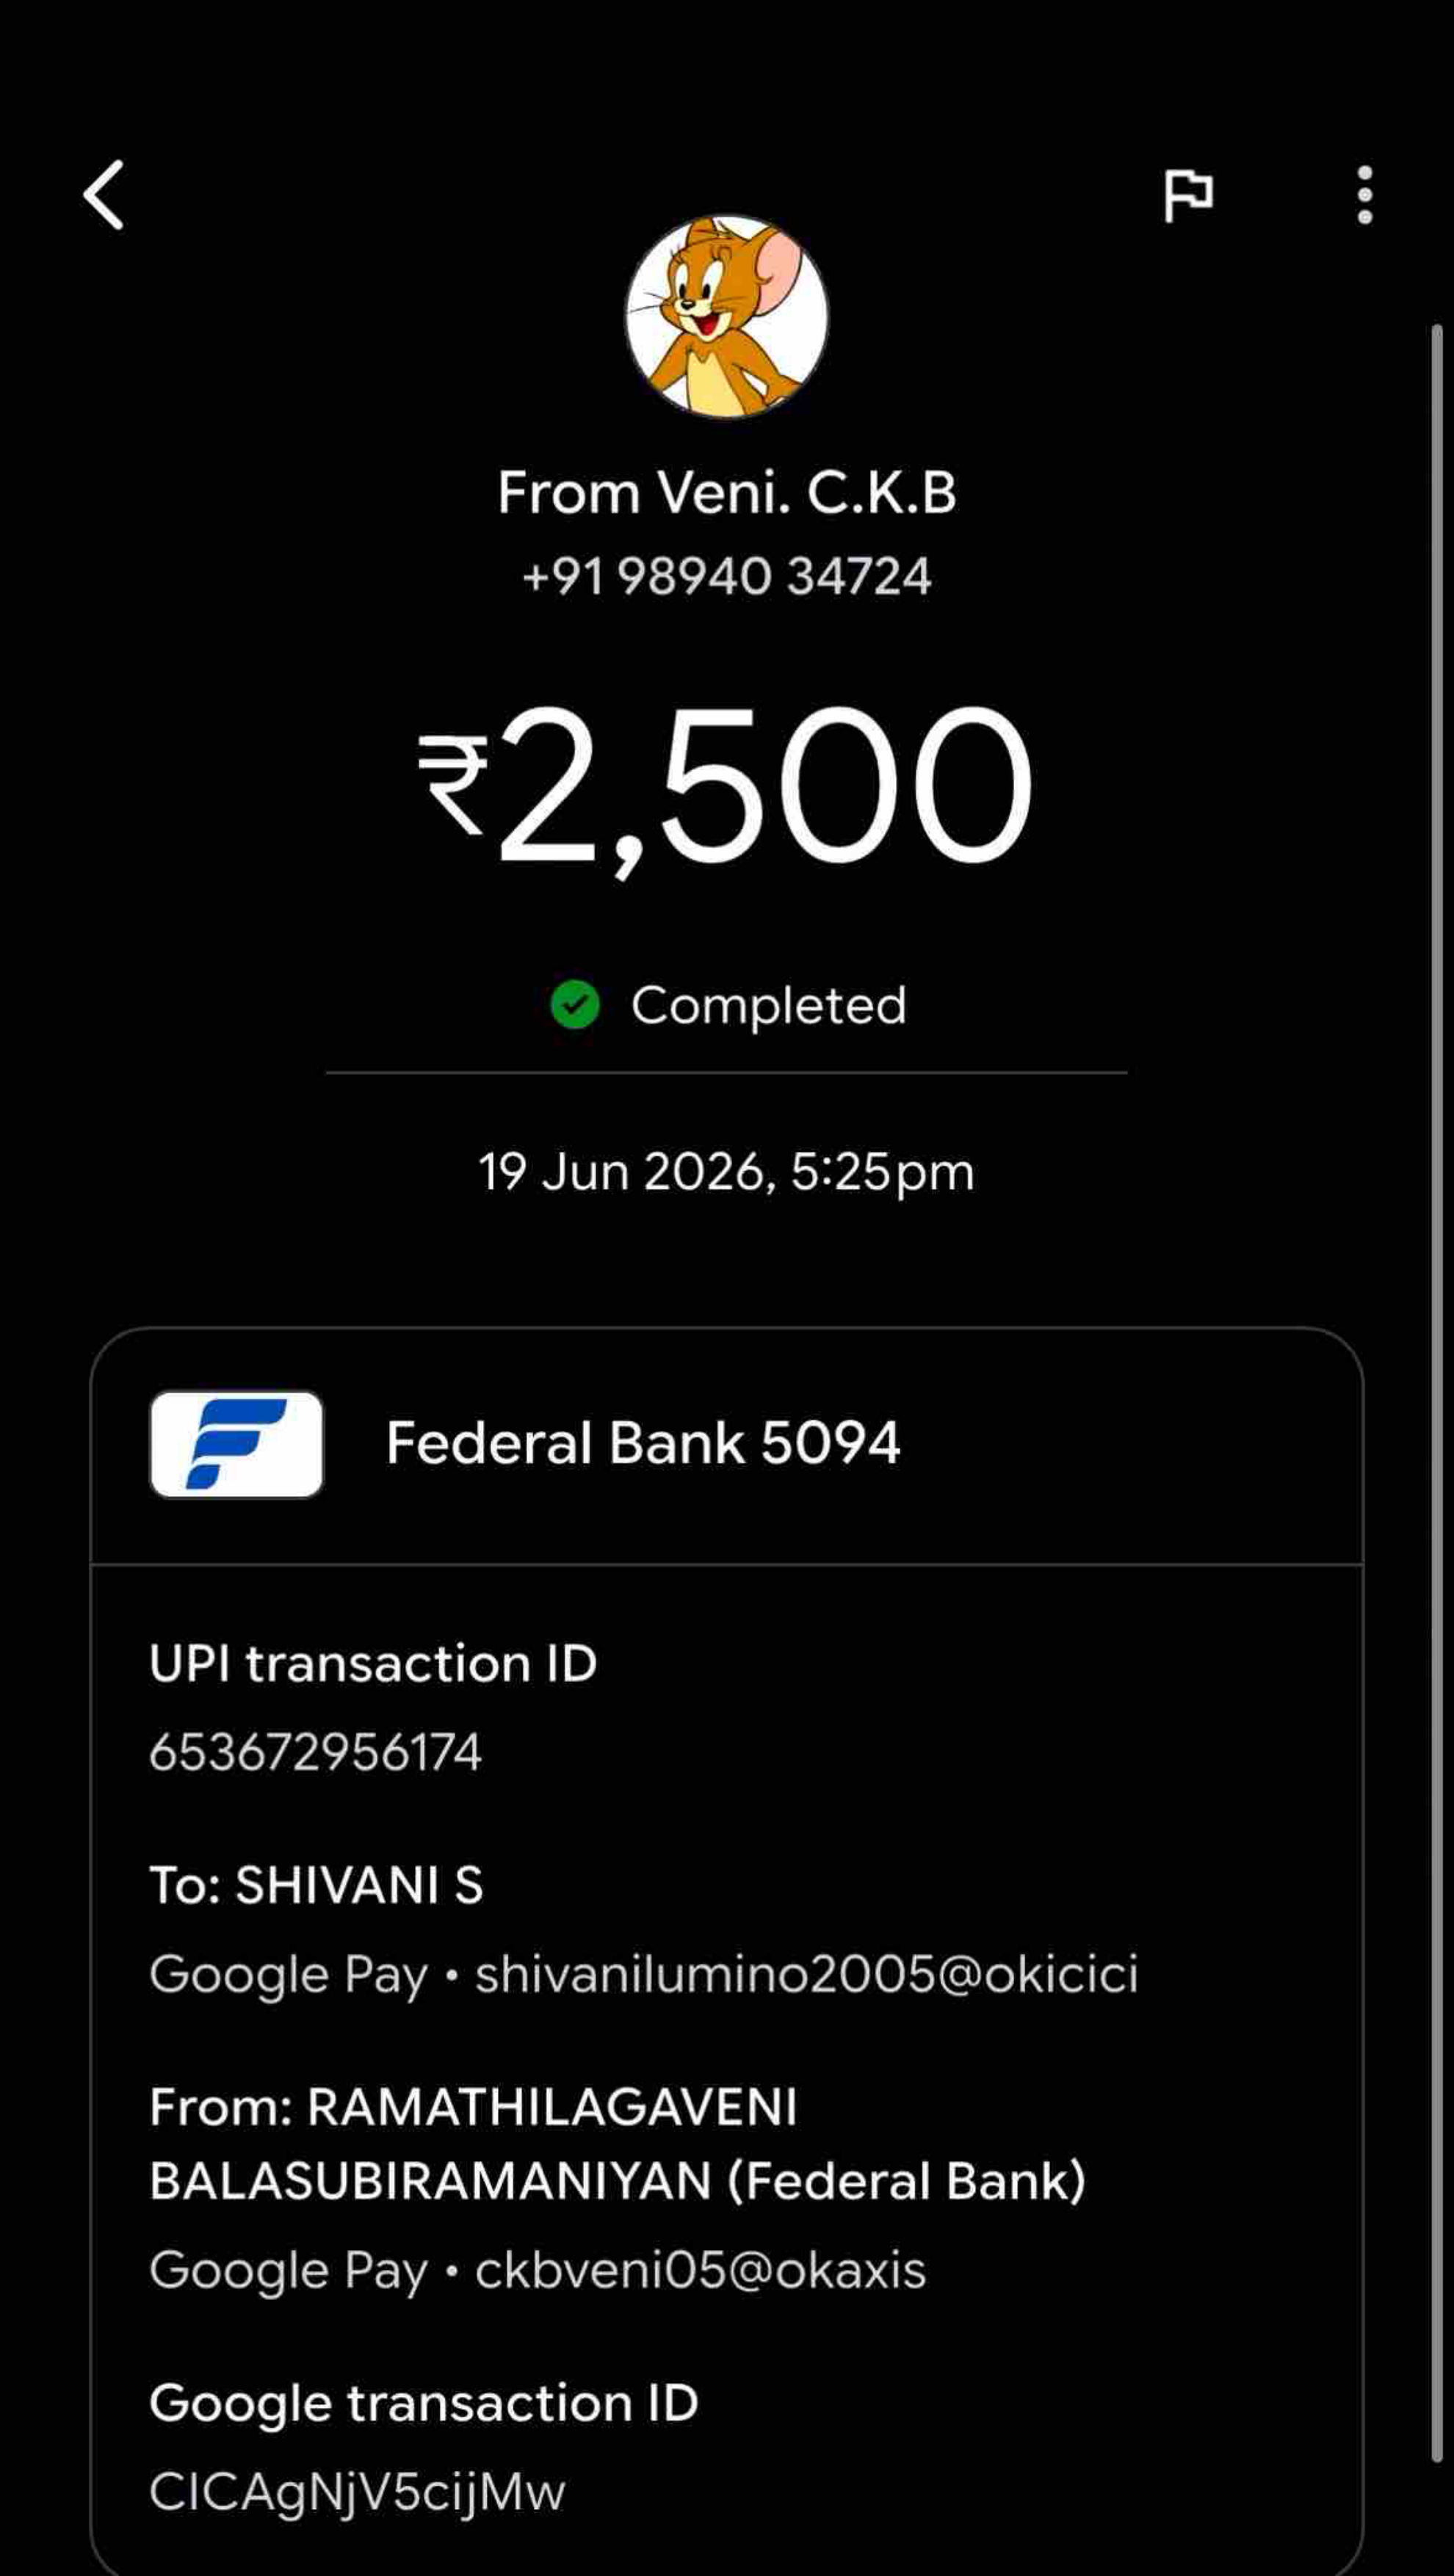 From Veni. C.K.B
+91 98940 34724
₹2,500
Completed
19 Jun 2026, 5:25pm
Federal Bank 5094
UPI transaction ID
653672956174
To: SHIVANI S
Google Pay • shivanilumino2005@okicici
From: RAMATHILAGAVENI
BALASUBIRAMANIYAN (Federal Bank)
Google Pay • ckbveni05@okaxis
Google transaction ID
CICAgNjV5cijMw